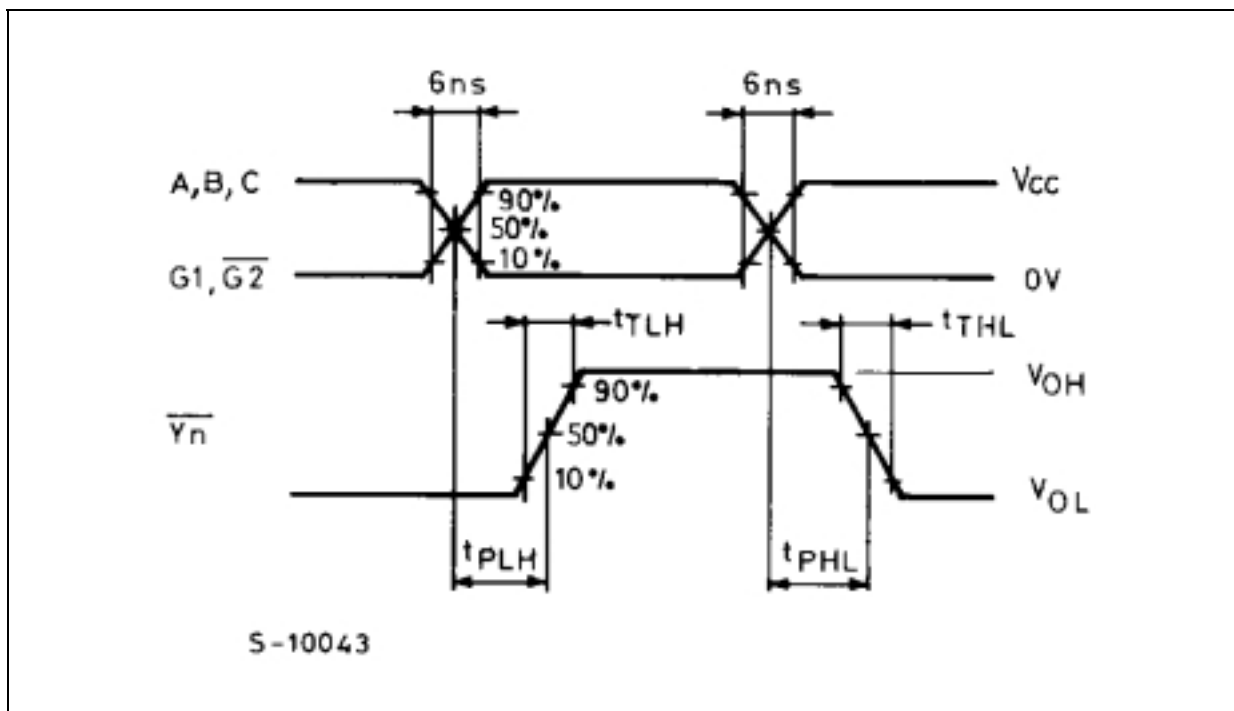 6ns 6ns
A, B, C VCC
90%
50%
10%
G1, G2 0V
tTLH tTHL
VOH
90%
Yn
50%
10%
VOL
tPLH tPHL
S-10043